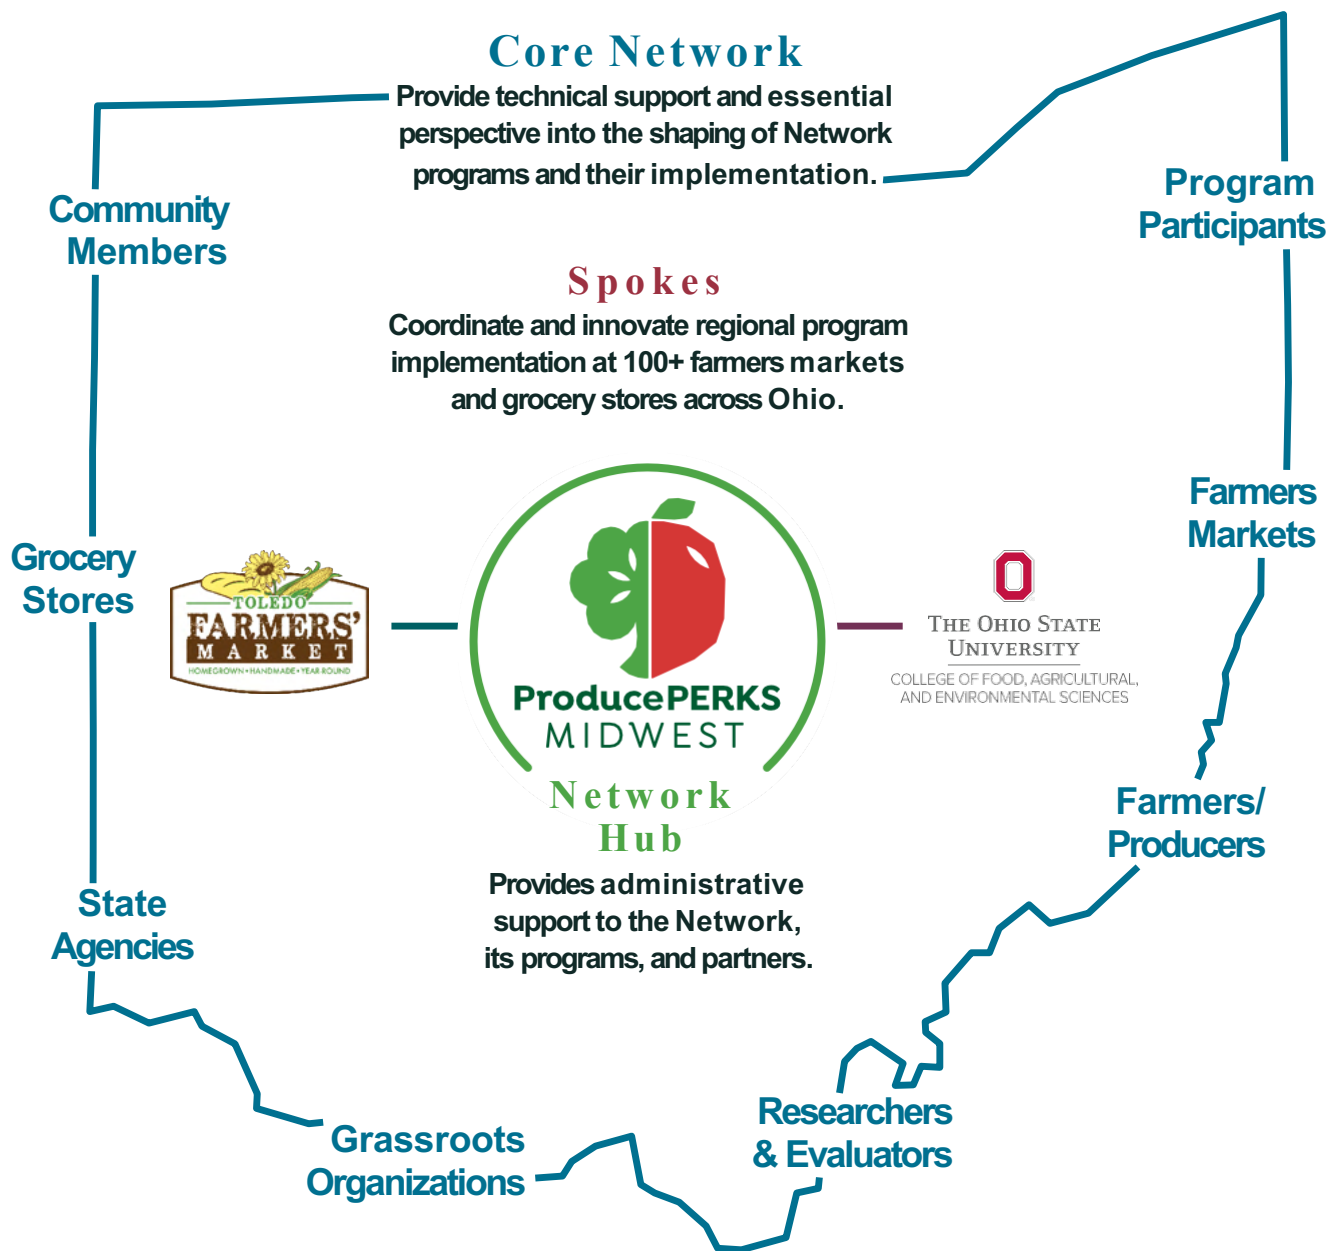 Core Network
Provide technical support and essential
perspective into the shaping of Network
programs and their implementation.
Community
Members
Program
Participants
Spokes
Coordinate and innovate regional program
implementation at 100+ farmers markets
and grocery stores across Ohio.
Grocery
Stores
Farmers
Markets
TOLEDO
FARMERS'
MARKET
HOMEGROWN • HANDMADE • YEAR ROUND
ProducePERKS
MIDWEST
THE OHIO STATE
UNIVERSITY
COLLEGE OF FOOD, AGRICULTURAL,
AND ENVIRONMENTAL SCIENCES
Network
Hub
Provides administrative
support to the Network,
its programs, and partners.
Farmers/
Producers
State
Agencies
Grassroots
Organizations
Researchers
& Evaluators